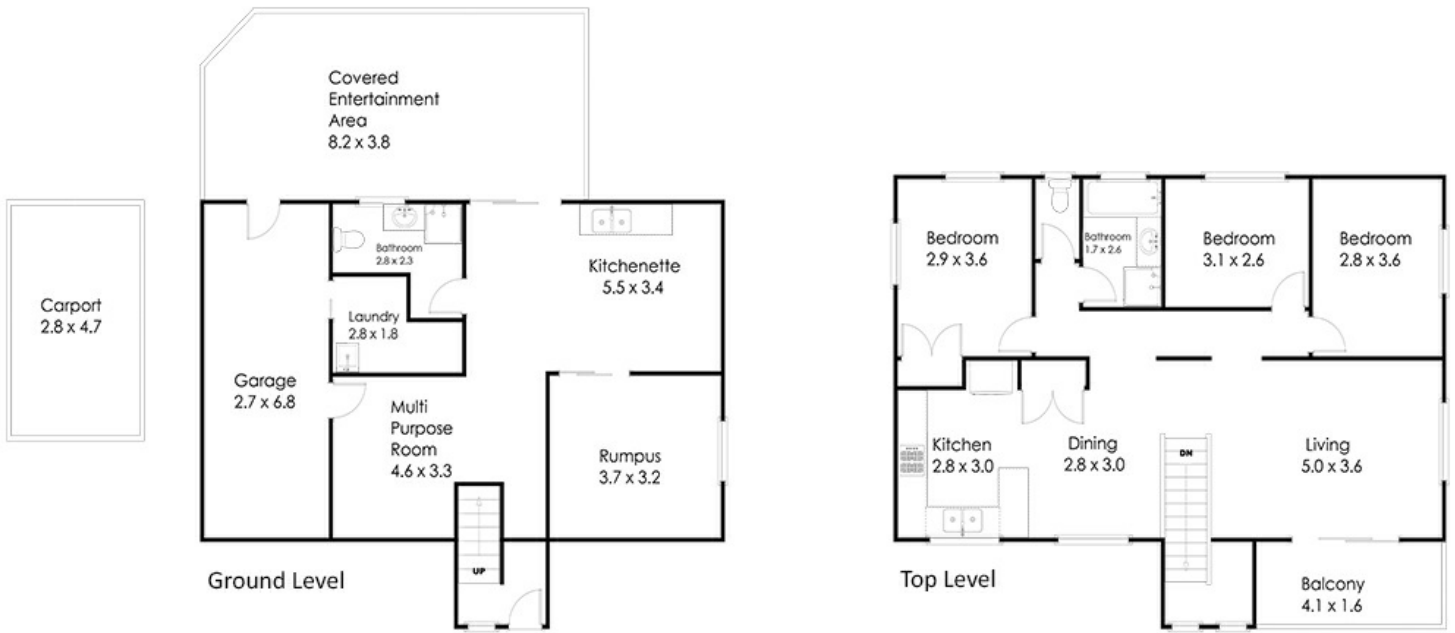 Covered
Entertainment
Area
8.2 x 3.8
Carport
2.8 x 4.7
Bathroom
2.8 x 2.3
Kitchenette
5.5 x 3.4
Laundry
2.8 x 1.8
Garage
2.7 x 6.8
Multi
Purpose
Room
4.6 x 3.3
Rumpus
3.7 x 3.2
UP
Ground Level
Bedroom
2.9 x 3.6
Bathroom
1.7 x 2.6
Bedroom
3.1 x 2.6
Bedroom
2.8 x 3.6
Kitchen
2.8 x 3.0
Dining
2.8 x 3.0
DN
Living
5.0 x 3.6
Top Level
Balcony
4.1 x 1.6